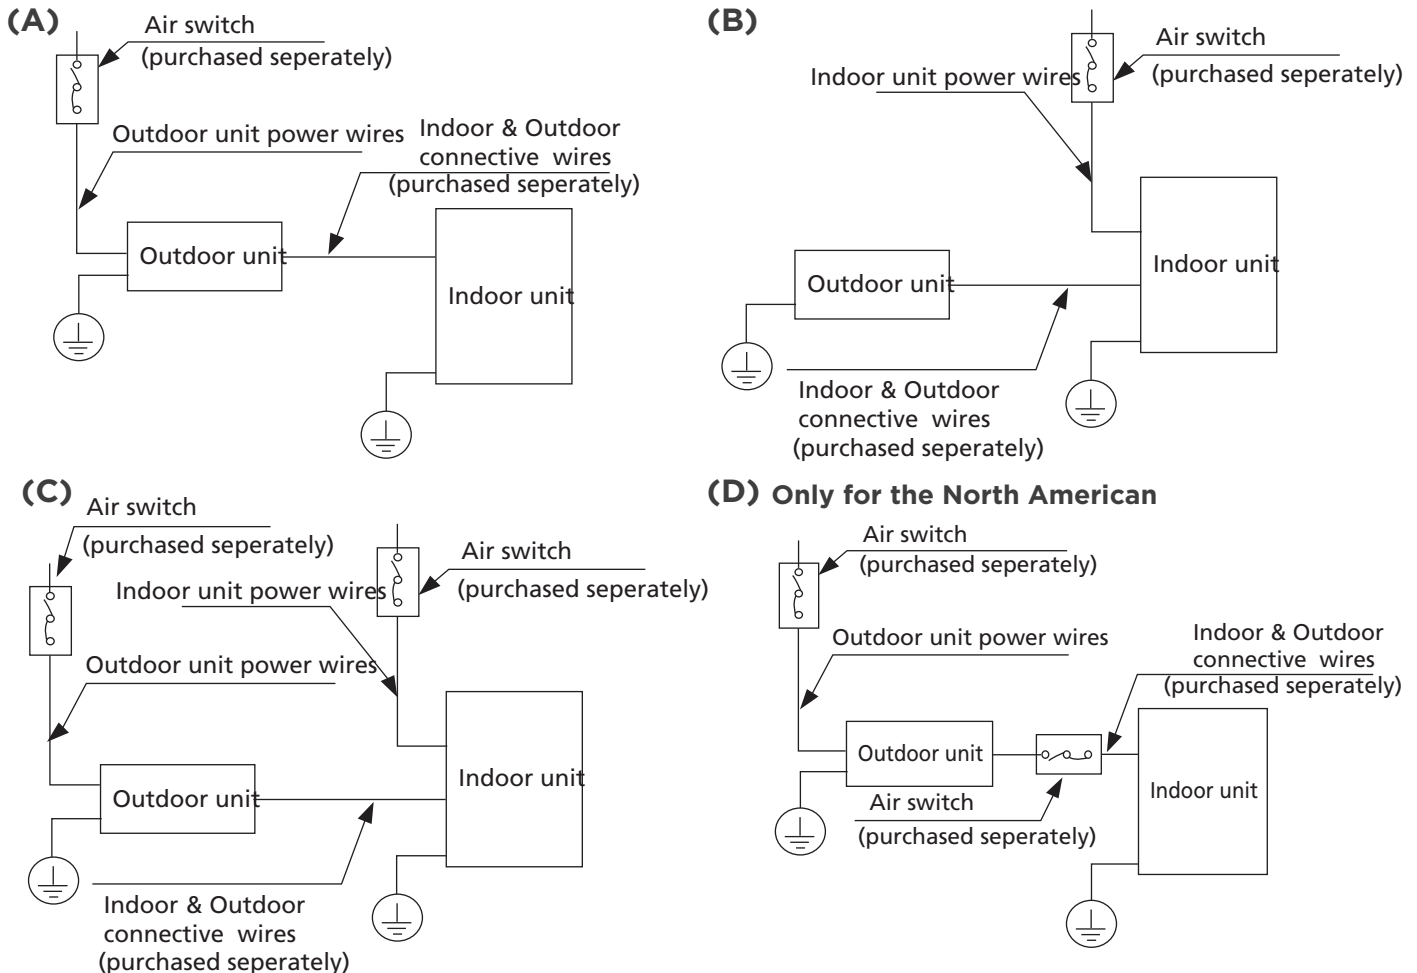 (A)
Air switch
(purchased seperately)
Outdoor unit power wires
Indoor & Outdoor
connective wires
(purchased seperately)
Outdoor unit
Indoor unit
(B)
Air switch
(purchased seperately)
Indoor unit power wires
Indoor unit
Outdoor unit
Indoor & Outdoor
connective wires
(purchased seperately)
(C)
Air switch
(purchased seperately)
Air switch
(purchased seperately)
Indoor unit power wires
Outdoor unit power wires
Indoor unit
Outdoor unit
Indoor & Outdoor
connective wires
(purchased seperately)
(D) Only for the North American
Air switch
(purchased seperately)
Outdoor unit power wires
Indoor & Outdoor
connective wires
(purchased seperately)
Outdoor unit
Indoor unit
Air switch
(purchased seperately)